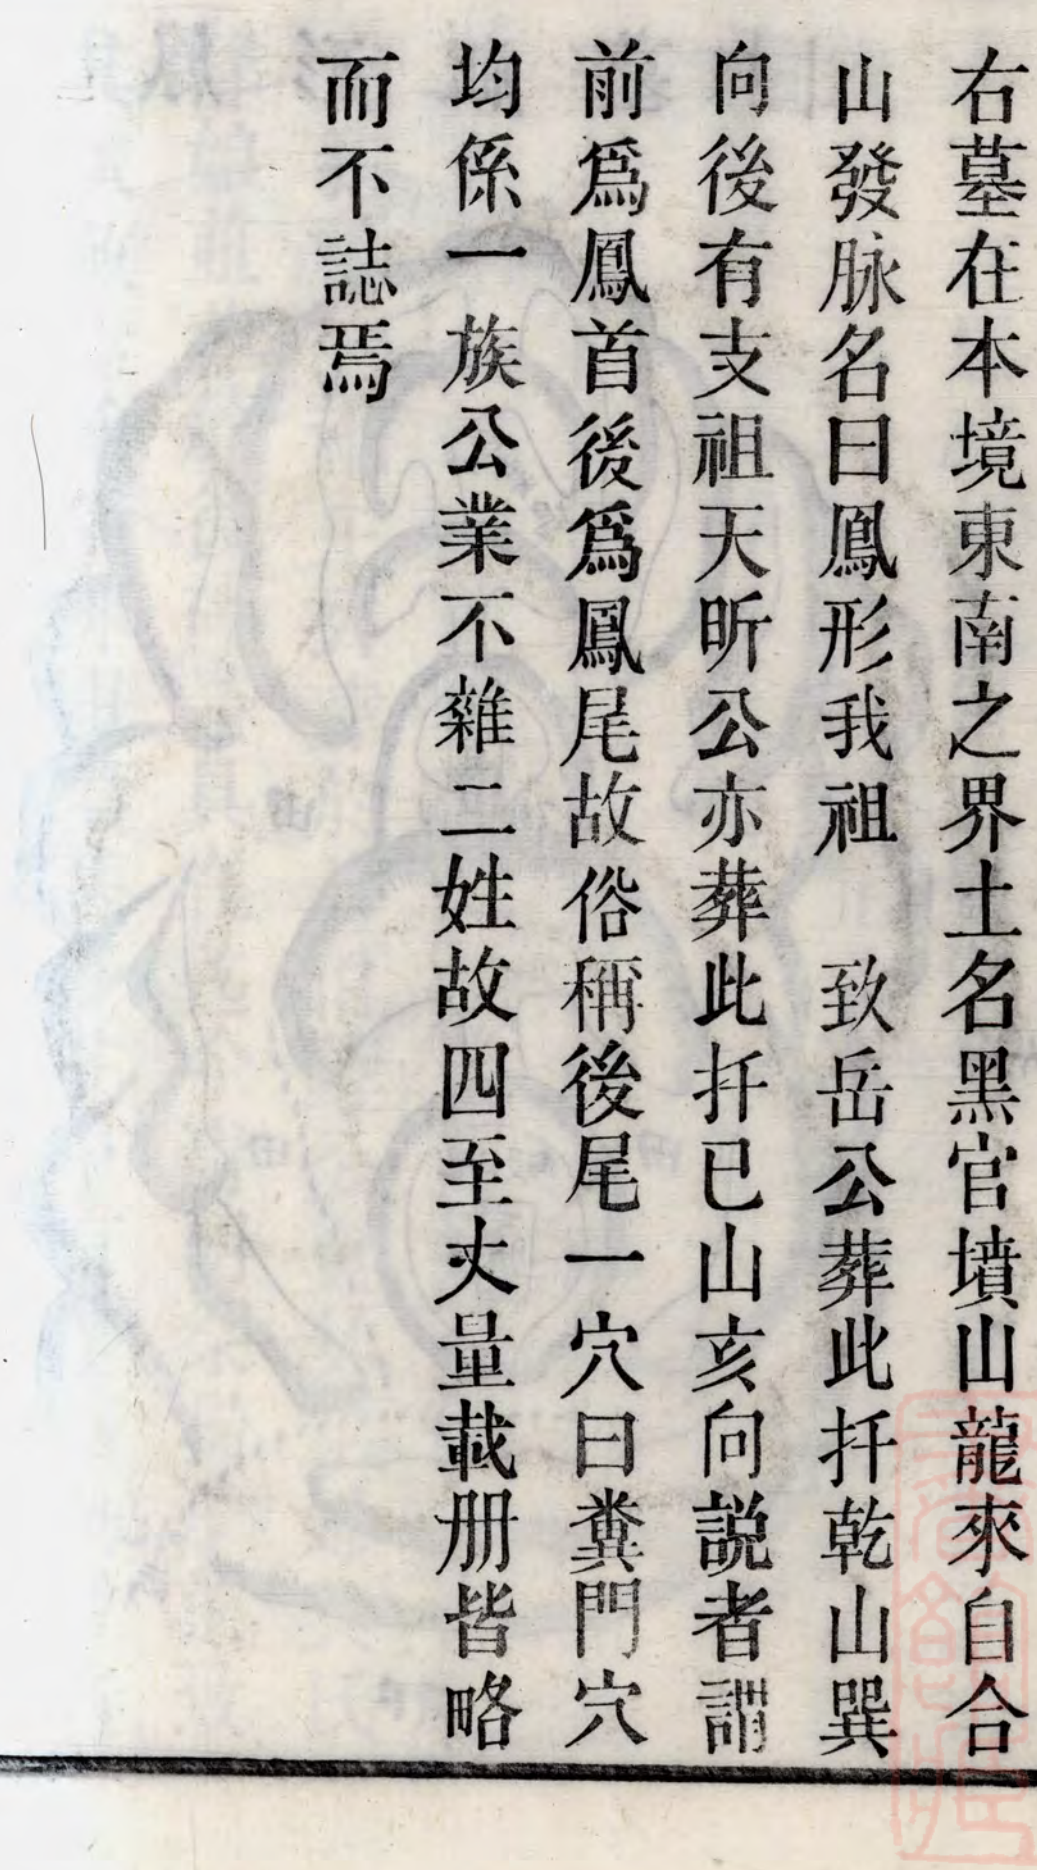 右墓在本境東南之界土名黑官墳山龍來自合
山發脉名曰鳳形我祖　致岳公葬此扦乾山巽
向後有支祖天昕公亦葬此扦巳山亥向説者謂
前爲鳳首後爲鳳尾故俗稱後尾一穴曰糞門穴
均係一族公業不雜二姓故四至丈量載册皆略
而不誌焉